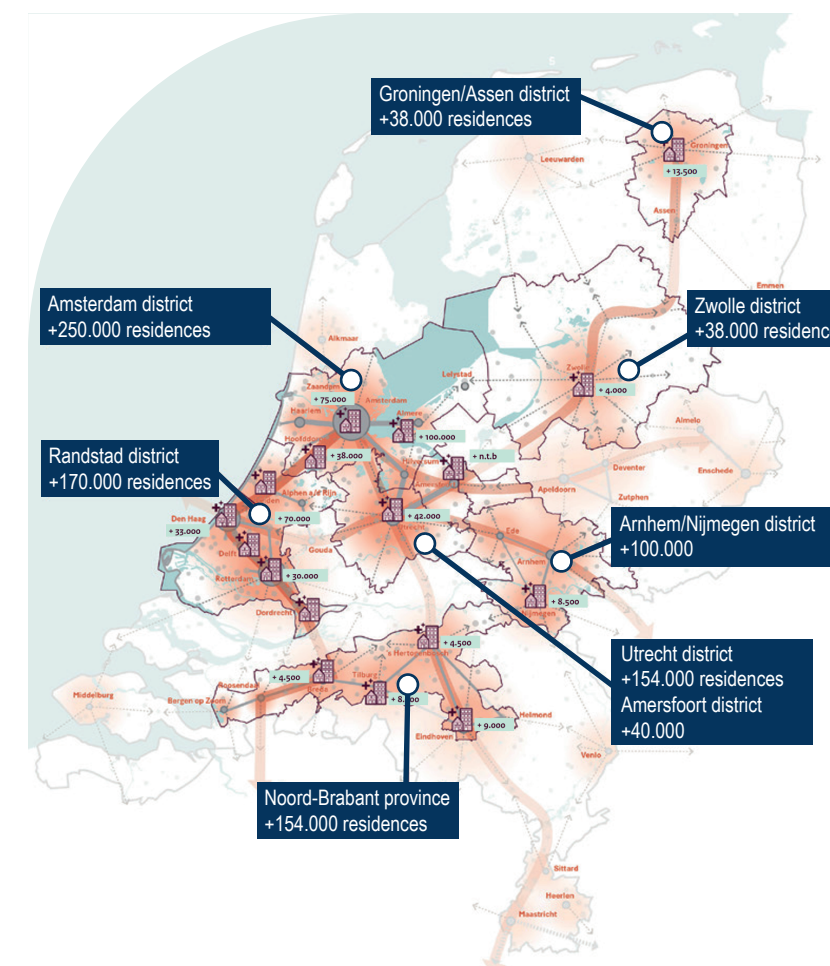 S
Groningen/Assen district
+38.000 residences
Groningen
Leeuwarden
+ 13.500
Assen
Emmen
Amsterdam district
+250.000 residences
Zwolle district
+38.000 residenc
Alkmaar
Zaandam
Lelystad
+ 75.000
Amsterdam
+ 4.000
Haarlem
Almere
Almelo
+ 100.000
Randstad district
+170.000 residences
+ 38.000
+ n.t.b
Deventer
Enschede
Apeldoorn
Zutphen
Alphen a/d Rijn
Den Haag
+ 70.000
+ 42.000
+ 33.000
Arnhem/Nijmegen district
+100.000
Ede
Gouda
Delft
Arnhem
Rotterdam
+ 30.000
+ 8.500
Nijmegen
Dordrecht
+ 4.500
's Hertogenbosch
Utrecht district
+154.000 residences
Amersfoort district
+40.000
+ 4.500
Roosendaal
Tilburg
Breda
Middelburg
Bergen op Zoom
+ 9.000
Helmond
Eindhoven
Venlo
Noord-Brabant province
+154.000 residences
Sittard
Heerlen
Maastricht